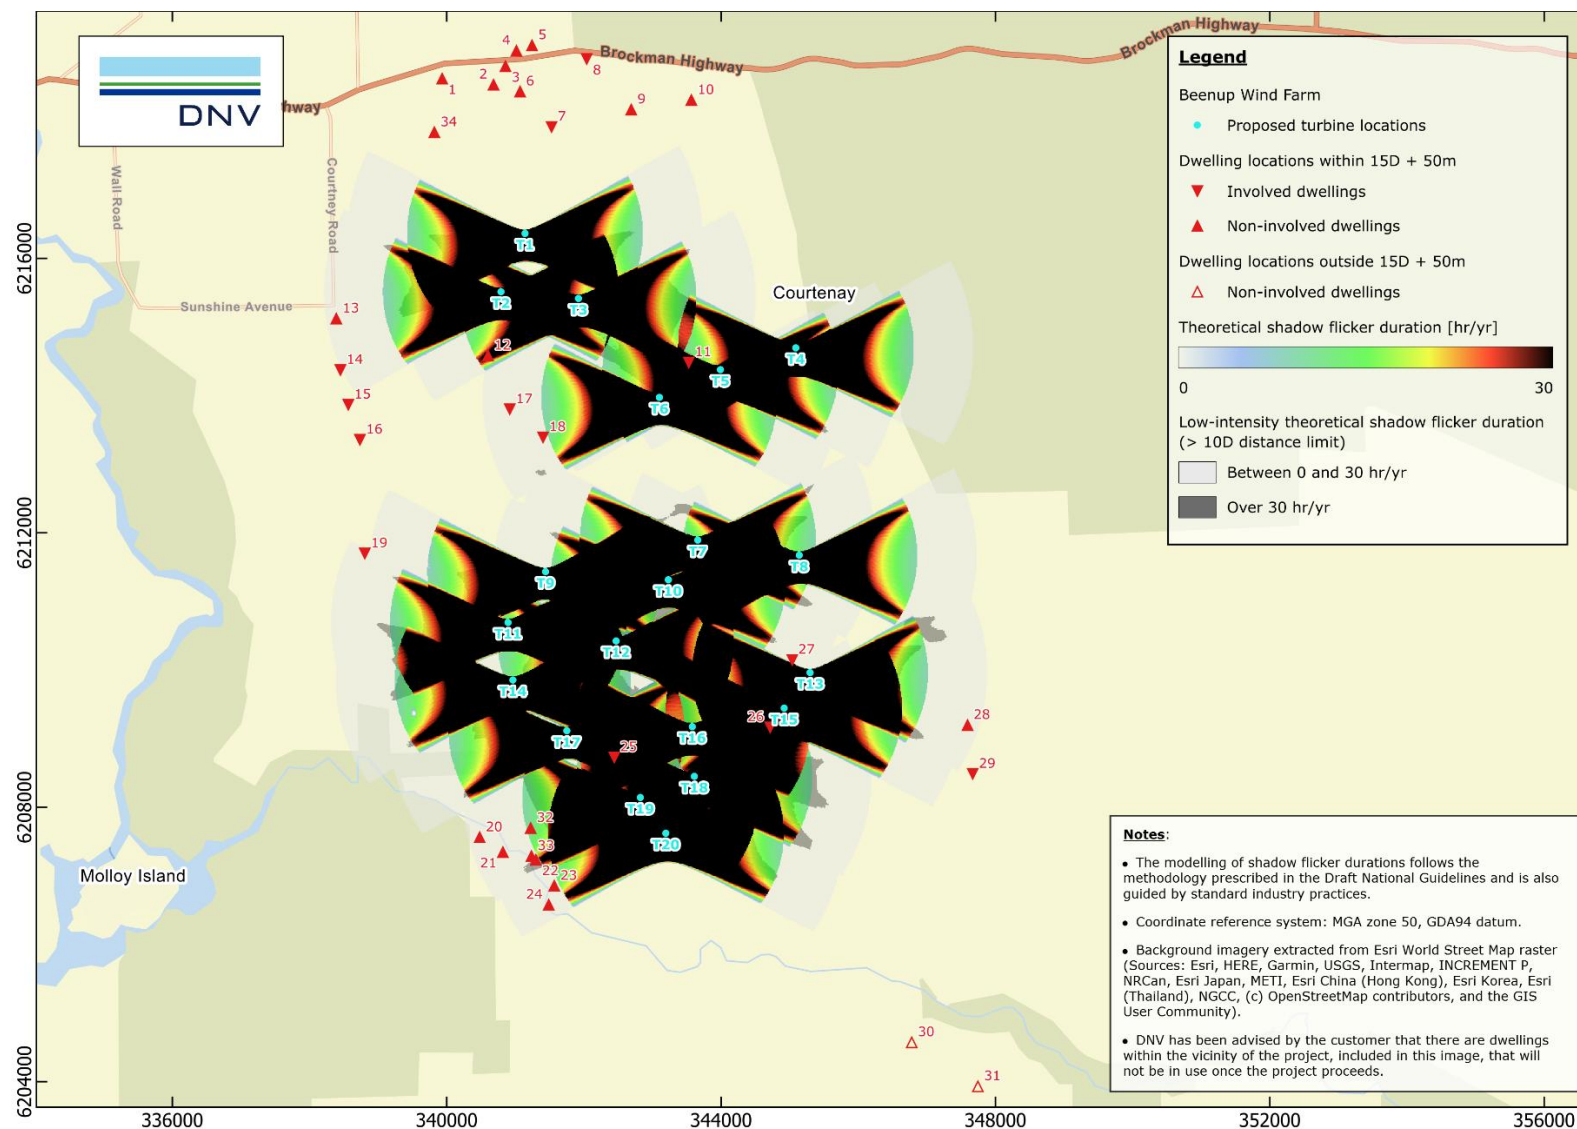 Brockman Highway
Brockman Highway
hway
DNV
4
5
8
2
3
6
1
9
10
34
7
Wall Road
Courtney Road
Sunshine Avenue
Courtenay
T1
T2
T3
T4
T5
T6
11
12
13
14
15
16
17
18
19
T7
T8
T9
T10
T11
T12
T13
T14
T15
T16
T17
T18
T19
T20
20
21
22
23
24
25
26
27
28
29
30
31
32
33
Molloy Island
6216000
6212000
6208000
6204000
336000
340000
344000
348000
352000
356000
Legend
Beenup Wind Farm
Proposed turbine locations
Dwelling locations within 15D + 50m
Involved dwellings
Non-involved dwellings
Dwelling locations outside 15D + 50m
Non-involved dwellings
Theoretical shadow flicker duration [hr/yr]
0
30
Low-intensity theoretical shadow flicker duration
(> 10D distance limit)
Between 0 and 30 hr/yr
Over 30 hr/yr
Notes:
• The modelling of shadow flicker durations follows the
methodology prescribed in the Draft National Guidelines and is also
guided by standard industry practices.
• Coordinate reference system: MGA zone 50, GDA94 datum.
• Background imagery extracted from Esri World Street Map raster
(Sources: Esri, HERE, Garmin, USGS, Intermap, INCREMENT P,
NRCan, Esri Japan, METI, Esri China (Hong Kong), Esri Korea, Esri
(Thailand), NGCC, (c) OpenStreetMap contributors, and the GIS
User Community).
• DNV has been advised by the customer that there are dwellings
within the vicinity of the project, included in this image, that will
not be in use once the project proceeds.